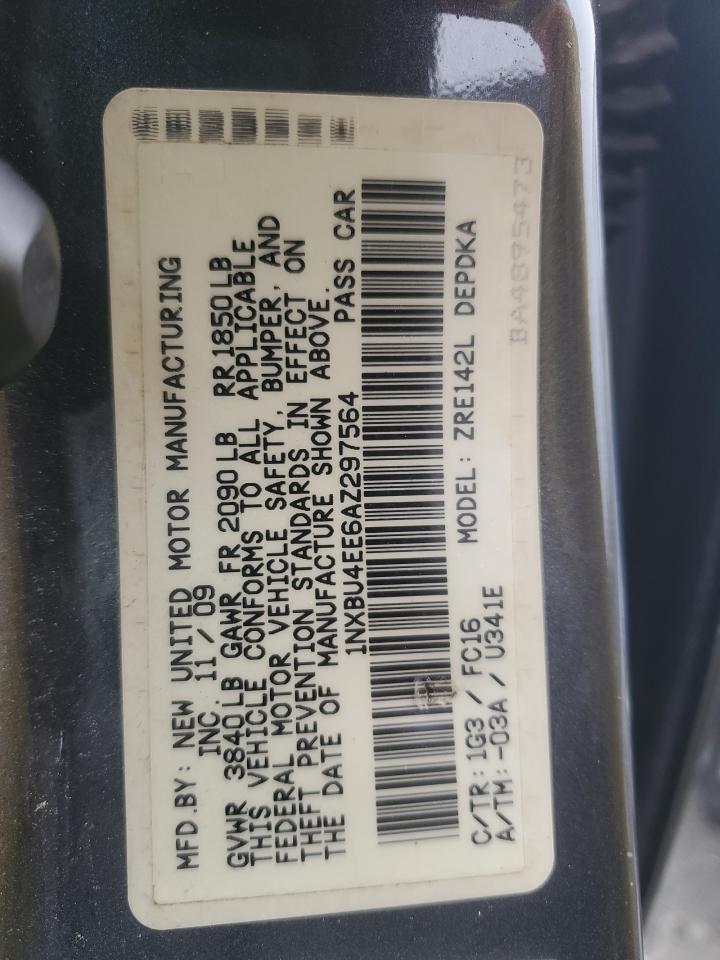 MFD.BY: NEW UNITED MOTOR MANUFACTURING
INC. 11/09
GVWR 3840LB GAWR FR 2090LB RR1850LB
THIS VEHICLE CONFORMS TO ALL APPLICABLE
FEDERAL MOTOR VEHICLE SAFETY, BUMPER, AND
THEFT PREVENTION STANDARDS IN EFFECT ON
THE DATE OF MANUFACTURE SHOWN ABOVE.
1NXBU4EE6AZ297564 PASS CAR
C/TR: 1G3 / FC16 MODEL: ZRE142L DEPDKA
A/TM:-03A / U341E
BA4895473